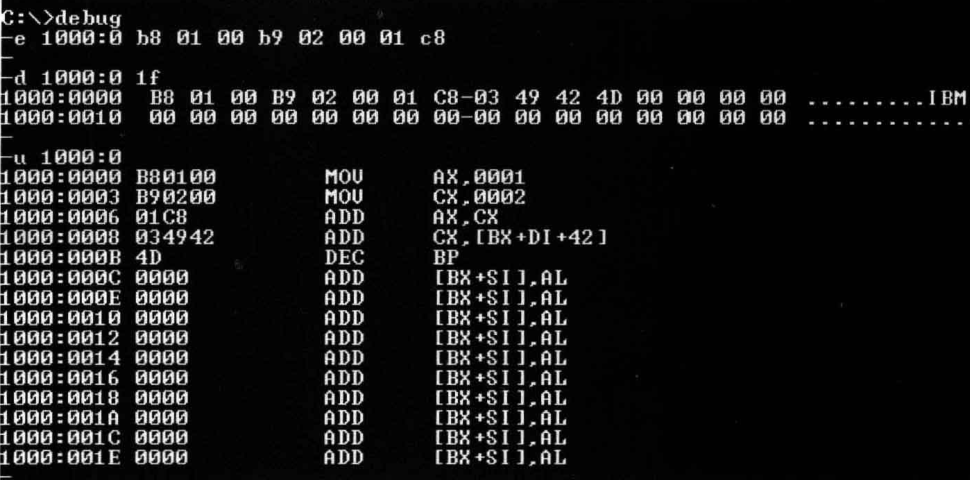 C:\>debug
-e 1000:0 b8 01 00 b9 02 00 01 c8
-
-d 1000:0 1f
1000:0000  B8 01 00 B9 02 00 01 C8-03 49 42 4D 00 00 00 00  .........IBM
1000:0010  00 00 00 00 00 00 00 00-00 00 00 00 00 00 00 00  ............
-
-u 1000:0
1000:0000 B80100        MOV     AX,0001
1000:0003 B90200        MOV     CX,0002
1000:0006 01C8          ADD     AX,CX
1000:0008 034942        ADD     CX,[BX+DI+42]
1000:000B 4D            DEC     BP
1000:000C 0000          ADD     [BX+SI],AL
1000:000E 0000          ADD     [BX+SI],AL
1000:0010 0000          ADD     [BX+SI],AL
1000:0012 0000          ADD     [BX+SI],AL
1000:0014 0000          ADD     [BX+SI],AL
1000:0016 0000          ADD     [BX+SI],AL
1000:0018 0000          ADD     [BX+SI],AL
1000:001A 0000          ADD     [BX+SI],AL
1000:001C 0000          ADD     [BX+SI],AL
1000:001E 0000          ADD     [BX+SI],AL
-